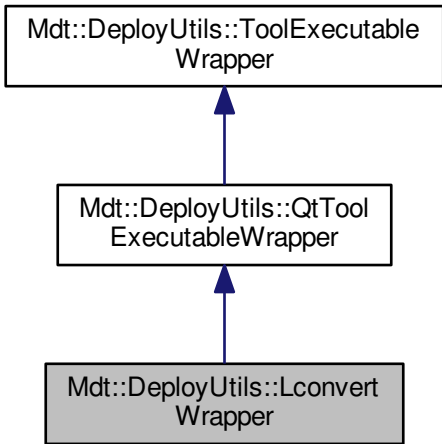 Mdt::DeployUtils::ToolExecutable
Wrapper
Mdt::DeployUtils::QtTool
ExecutableWrapper
Mdt::DeployUtils::Lconvert
Wrapper